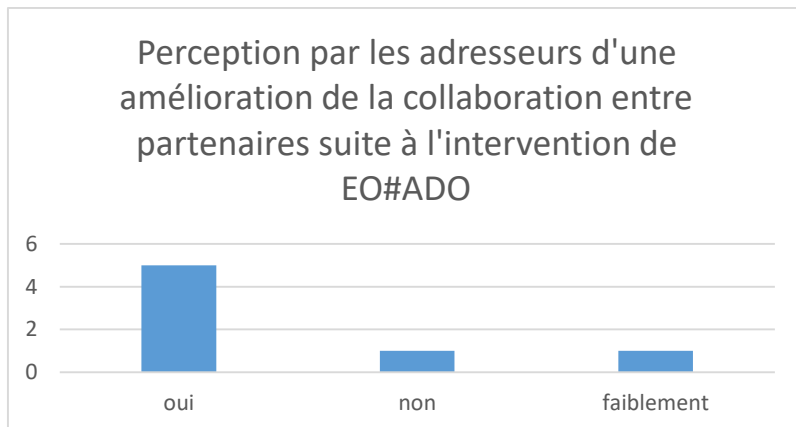 Perception par les adresseurs d'une
amélioration de la collaboration entre
partenaires suite à l'intervention de
EO#ADO
6
4
2
0
oui non faiblement